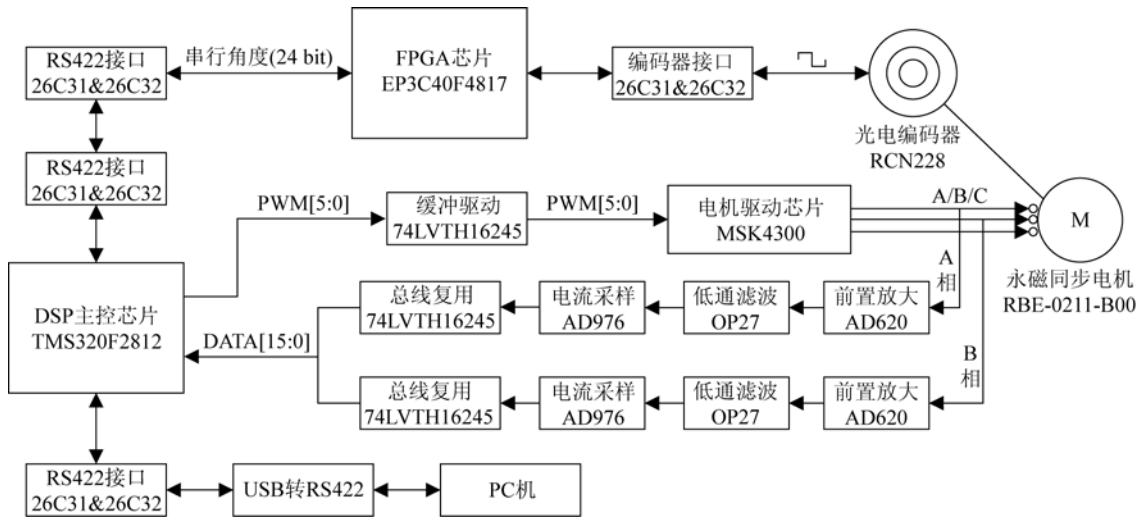 RS422接口
26C31&26C32
串行角度(24 bit)
FPGA芯片
EP3C40F4817
编码器接口
26C31&26C32
光电编码器
RCN228
RS422接口
26C31&26C32
PWM[5:0]
缓冲驱动
74LVTH16245
PWM[5:0]
电机驱动芯片
MSK4300
A/B/C
M
永磁同步电机
RBE-0211-B00
DSP主控芯片
TMS320F2812
DATA[15:0]
总线复用
74LVTH16245
电流采样
AD976
低通滤波
OP27
前置放大
AD620
A
相
总线复用
74LVTH16245
电流采样
AD976
低通滤波
OP27
前置放大
AD620
B
相
RS422接口
26C31&26C32
USB转RS422
PC机